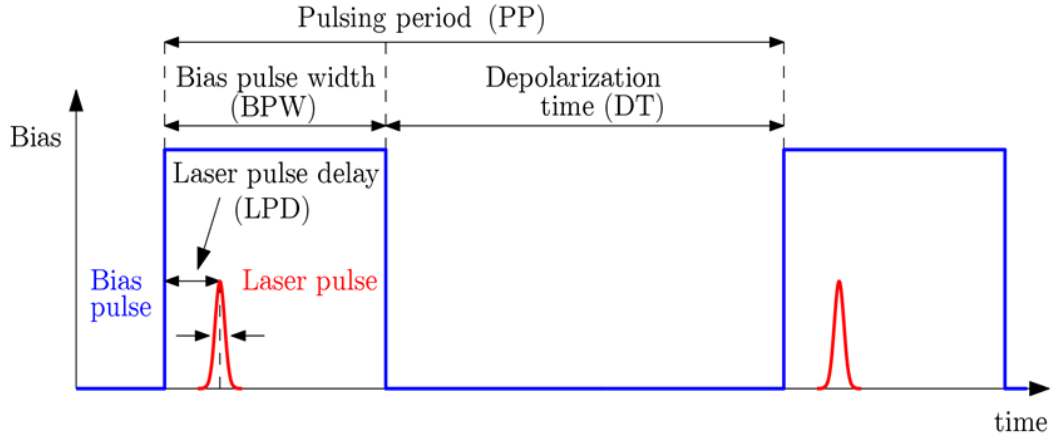 Pulsing period (PP)
Bias pulse width
(BPW)
Depolarization
time (DT)
Bias
Laser pulse delay
(LPD)
Bias
pulse
Laser pulse
time